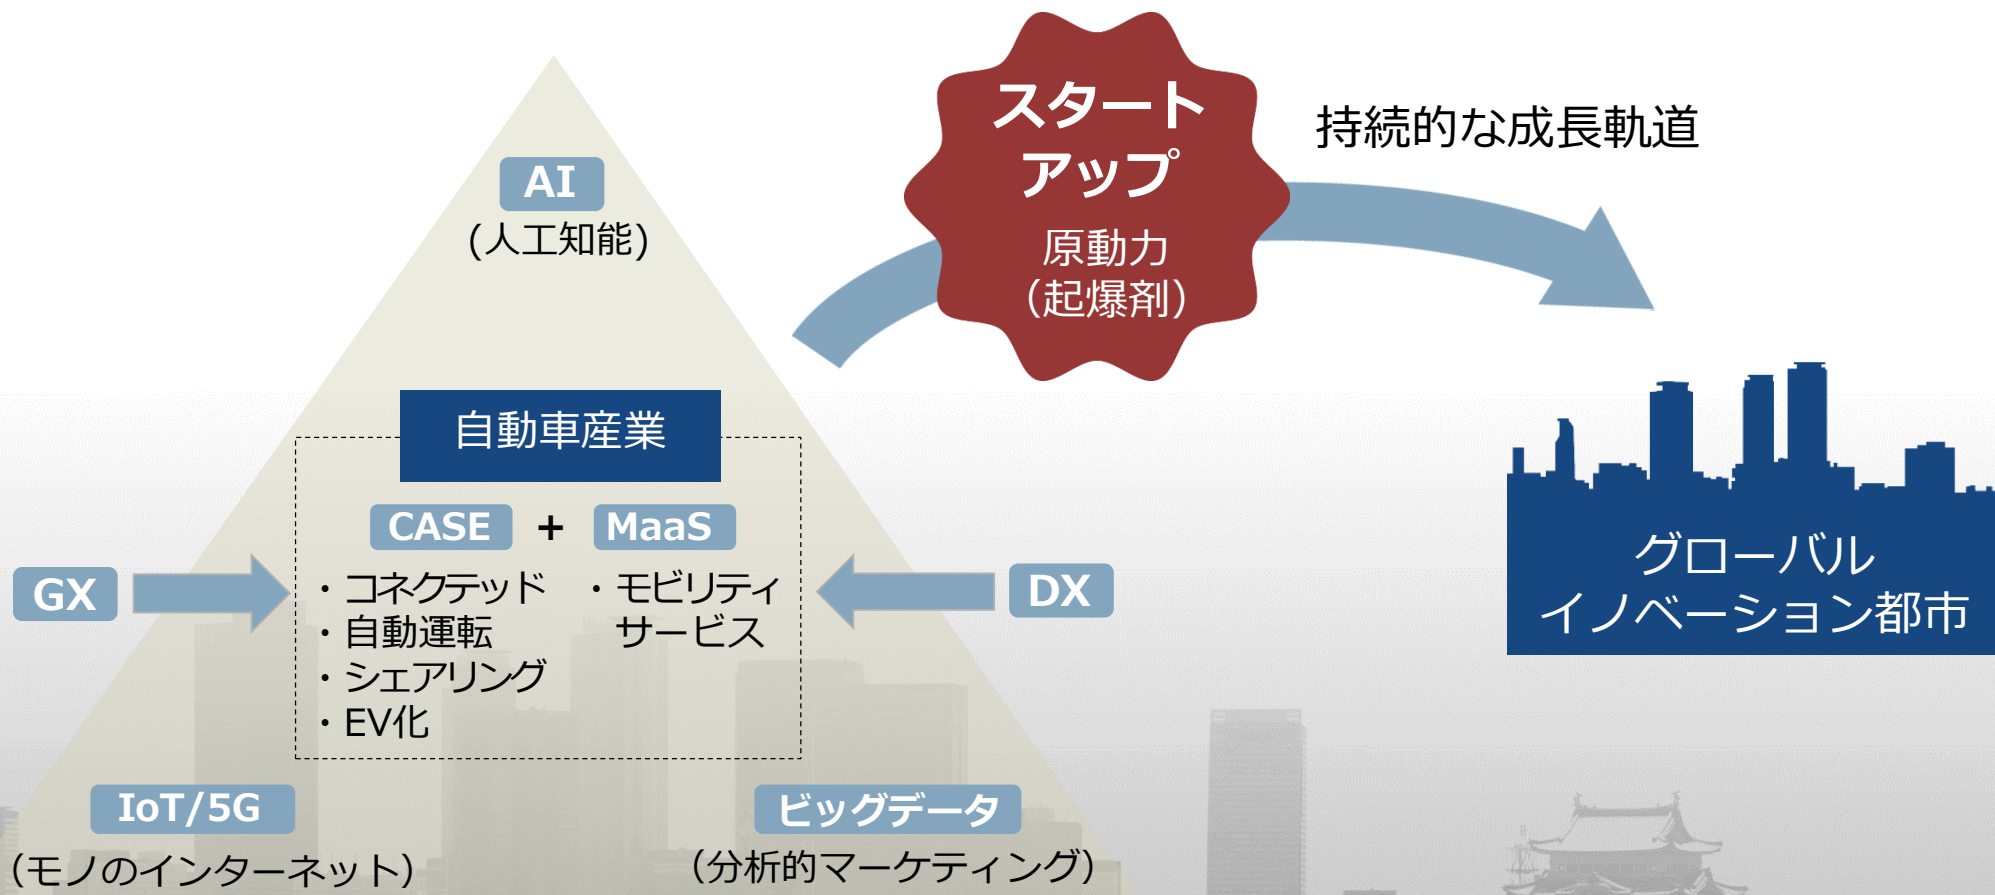 スタート
アップ
原動力
（起爆剤）
持続的な成長軌道
AI
(人工知能)
自動車産業
CASE + MaaS
・コネクテッド
・自動運転
・シェアリング
・EV化
・モビリティ
サービス
GX
DX
グローバル
イノベーション都市
IoT/5G
（モノのインターネット）
ビッグデータ
（分析的マーケティング）